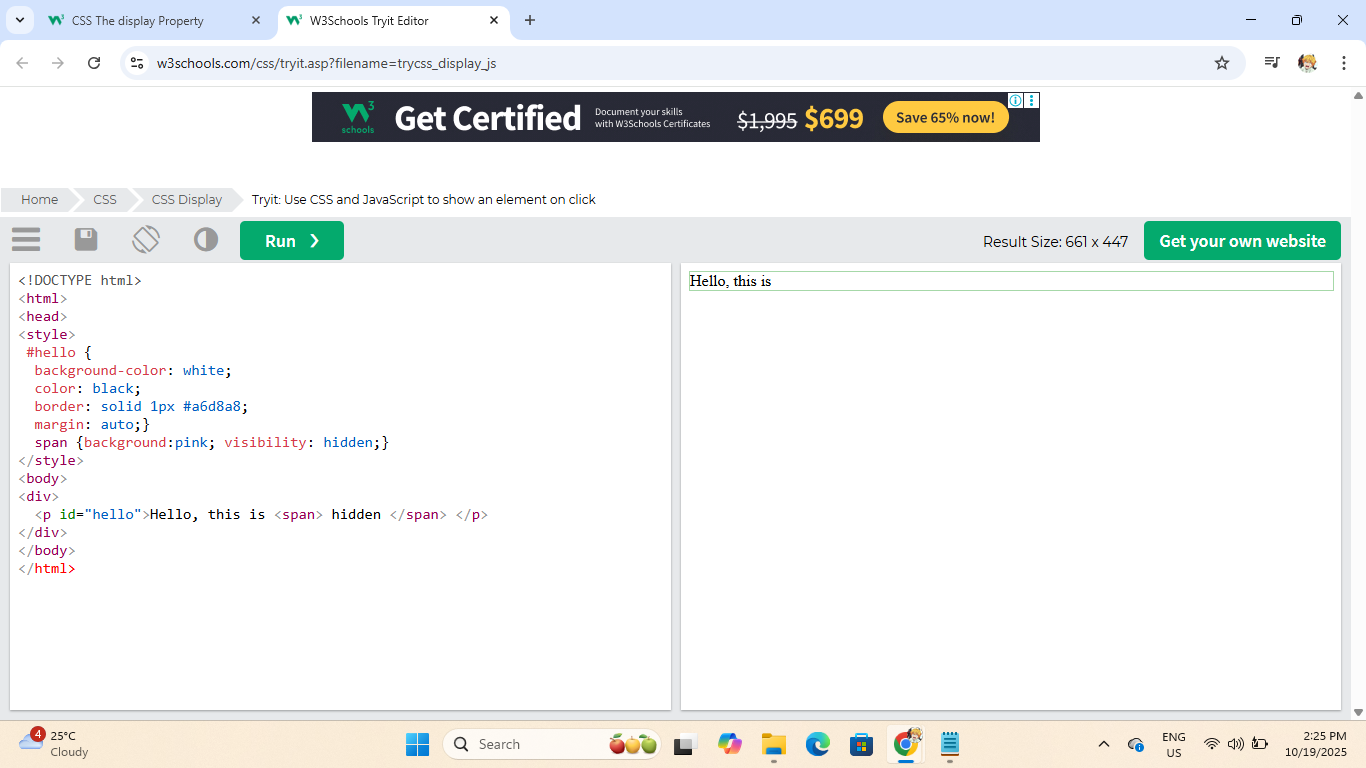 CSS The display Property
W3Schools Tryit Editor
w3schools.com/css/tryit.asp?filename=trycss_display_js
W3 schools
Get Certified
Document your skills
with W3Schools Certificates
$1,995 $699
Save 65% now!
Home
CSS
CSS Display
Tryit: Use CSS and JavaScript to show an element on click
Run ❯
Result Size: 661 x 447
Get your own website
<!DOCTYPE html>
<html>
<head>
<style>
 #hello {
  background-color: white;
  color: black;
  border: solid 1px #a6d8a8;
  margin: auto;}
  span {background:pink; visibility: hidden;}
</style>
<body>
<div>
  <p id="hello">Hello, this is <span> hidden </span> </p>
</div>
</body>
</html>
Hello, this is
4
25°C
Cloudy
Search
ENG
US
2:25 PM
10/19/2025